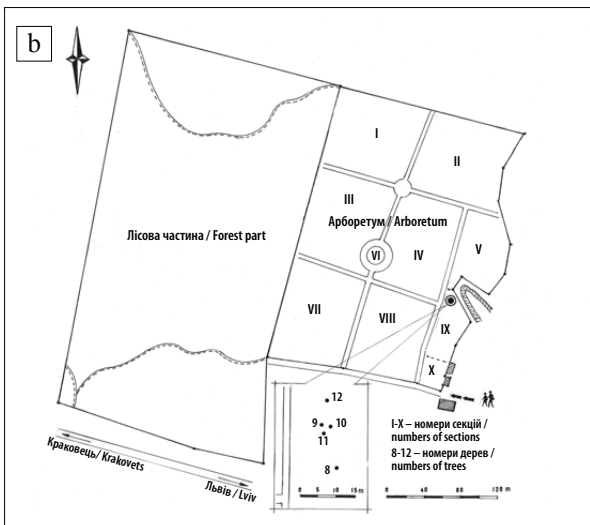 b
I
II
III
Арборетум / Arboretum
Лісова частина / Forest part
IV
V
VI
VII
VIII
IX
X
12
9
10
11
8
0 5 10 15 m
I-X – номери секцій /
numbers of sections
8-12 – номери дерев /
numbers of trees
0 40 80 120 m
Краковець/ Krakovets
Львів / Lviv